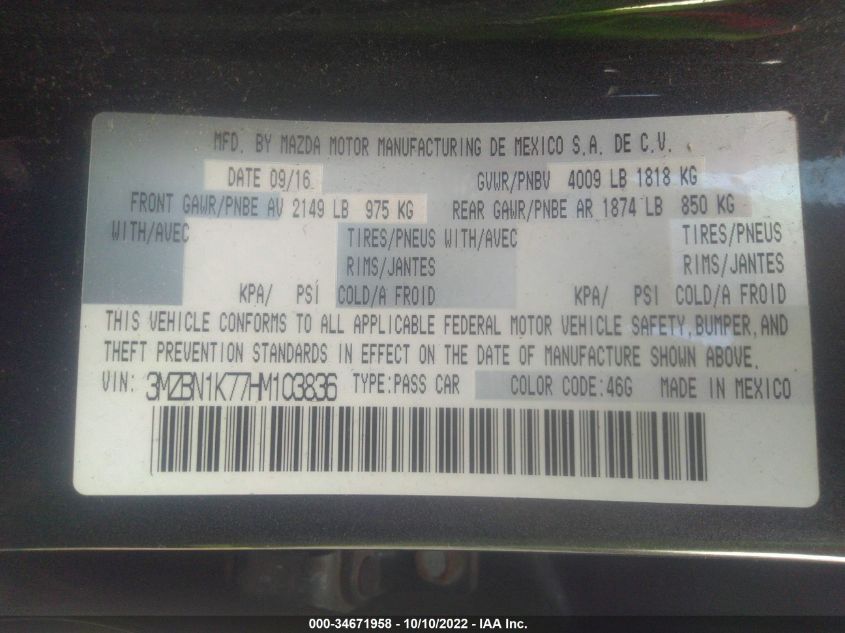 MFD. BY MAZDA MOTOR MANUFACTURING DE MEXICO S.A. DE C.V.
DATE 09/16 GVWR/PNBV 4009 LB 1818 KG
FRONT GAWR/PNBE AV 2149 LB 975 KG REAR GAWR/PNBE AR 1874 LB 850 KG
WITH/AVEC TIRES/PNEUS WITH/AVEC TIRES/PNEUS
RIMS/JANTES RIMS/JANTES
KPA/ PSI COLD/A FROID KPA/ PSI COLD/A FROID
THIS VEHICLE CONFORMS TO ALL APPLICABLE FEDERAL MOTOR VEHICLE SAFETY, BUMPER, AND
THEFT PREVENTION STANDARDS IN EFFECT ON THE DATE OF MANUFACTURE SHOWN ABOVE.
VIN: 3MZBN1K77HM103836 TYPE:PASS CAR COLOR CODE:46G MADE IN MEXICO
000-34671958 - 10/10/2022 - IAA Inc.